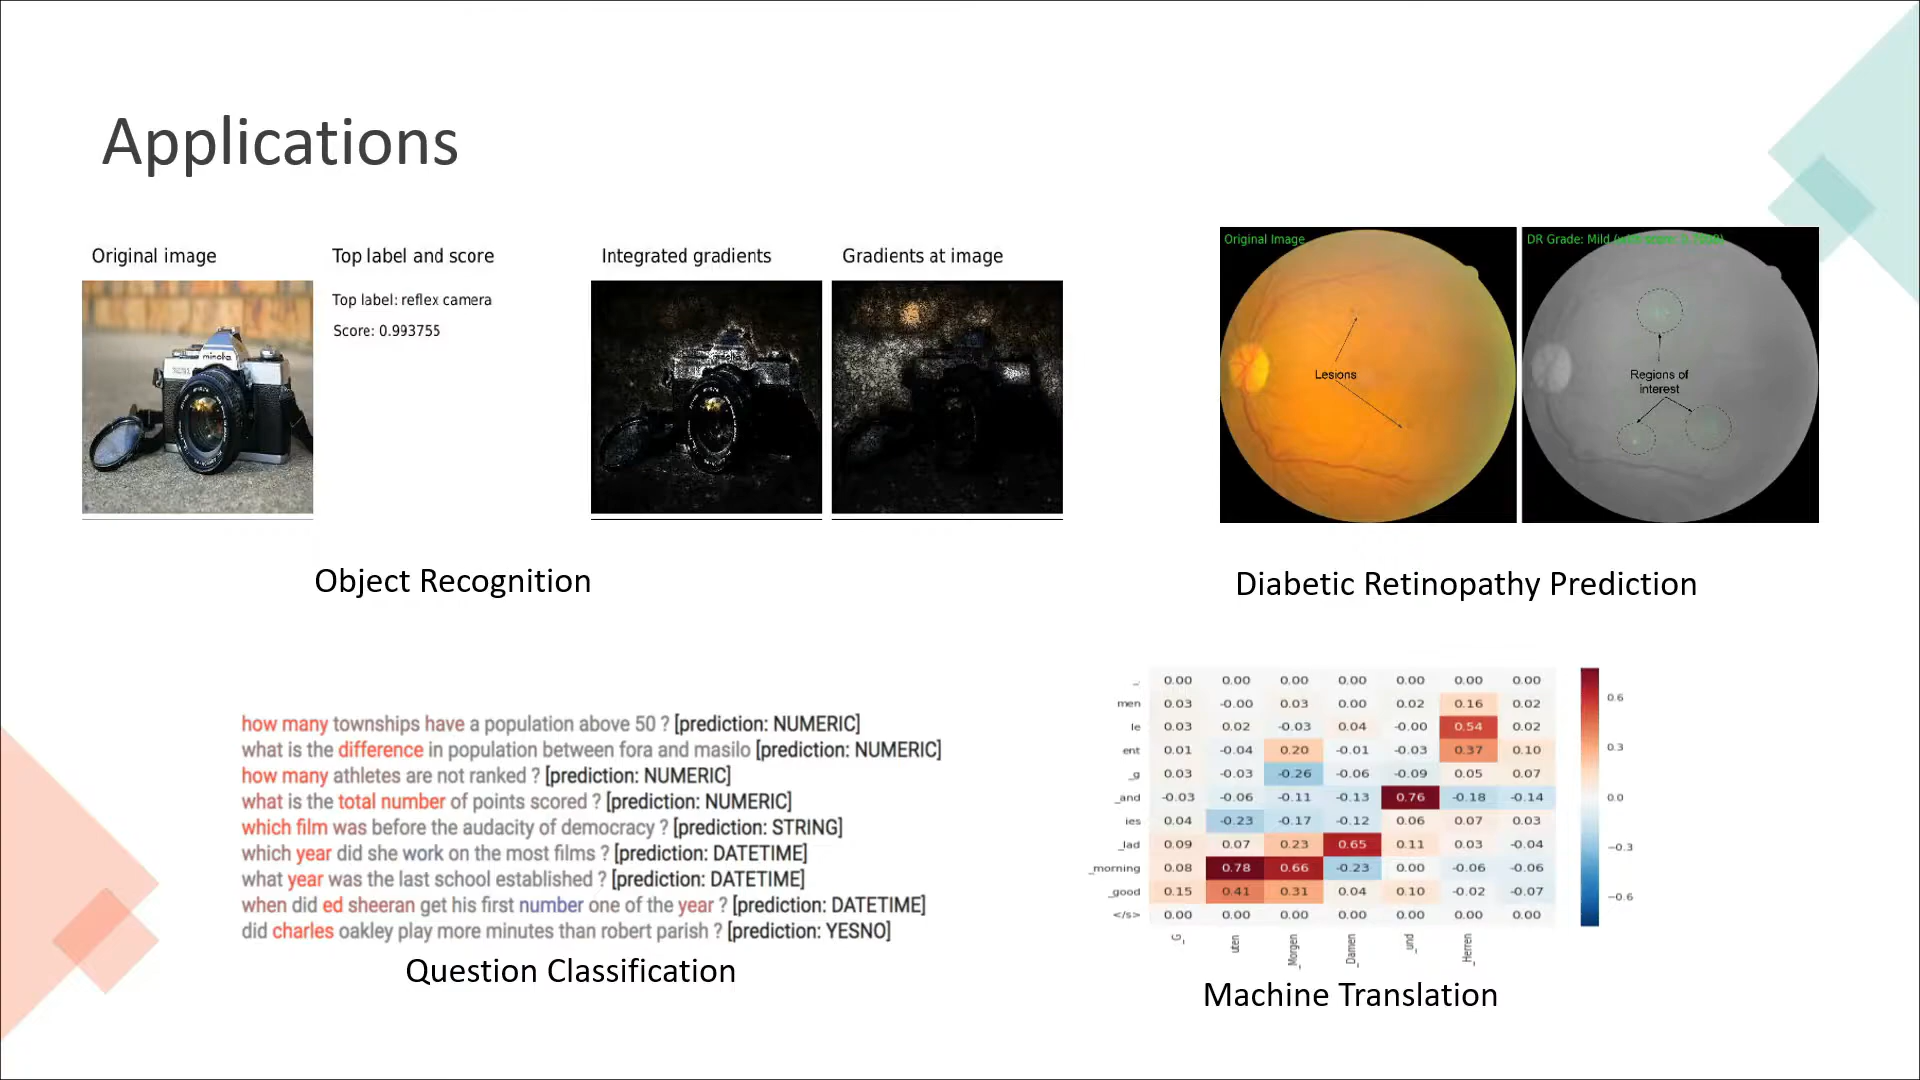 Applications
Original image
Top label and score
Integrated gradients
Gradients at image
Top label: reflex camera
Score: 0.993755
minolta
Object Recognition
Original Image
Lesions
DR Grade: Mild
Regions of
interest
Diabetic Retinopathy Prediction
how many townships have a population above 50 ? [prediction: NUMERIC]
what is the difference in population between fora and masilo [prediction: NUMERIC]
how many athletes are not ranked ? [prediction: NUMERIC]
what is the total number of points scored ? [prediction: NUMERIC]
which film was before the audacity of democracy ? [prediction: STRING]
which year did she work on the most films ? [prediction: DATETIME]
what year was the last school established ? [prediction: DATETIME]
when did ed sheeran get his first number one of the year ? [prediction: DATETIME]
did charles oakley play more minutes than robert parish ? [prediction: YESNO]
Question Classification
_. 0.00 0.00 0.00 0.00 0.00 0.00 0.00
men 0.03 -0.00 0.03 0.00 0.02 0.16 0.02
le 0.03 0.02 -0.03 0.04 -0.00 0.54 0.02
ent 0.01 -0.04 0.20 -0.01 -0.03 0.37 0.10
_g 0.03 -0.03 -0.26 -0.06 -0.09 0.05 0.07
_and -0.03 -0.06 -0.11 -0.13 0.76 -0.18 -0.14
ies 0.04 -0.23 -0.17 -0.12 0.06 0.07 0.03
_lad 0.09 0.07 0.23 0.65 0.11 0.03 -0.04
_morning 0.08 0.78 0.66 -0.23 0.00 -0.06 -0.06
_good 0.15 0.41 0.31 0.04 0.10 -0.02 -0.07
</s> 0.00 0.00 0.00 0.00 0.00 0.00 0.00
_G uten _Morgen _Damen _und _Herren
0.6
0.3
0.0
−0.3
−0.6
Machine Translation